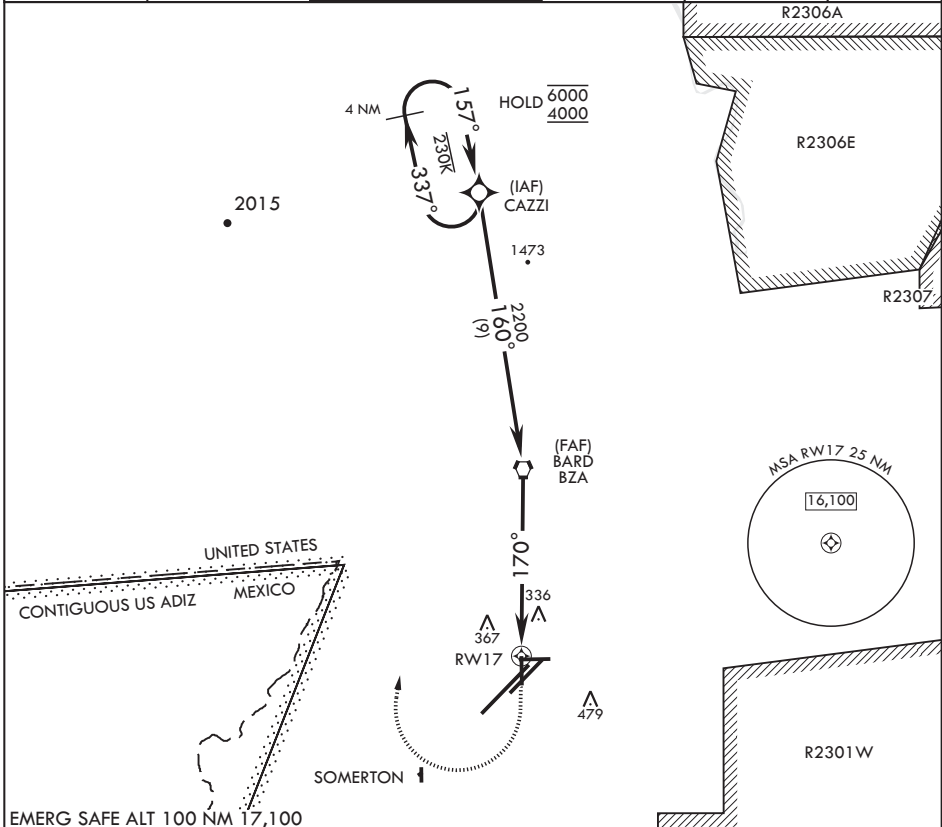 R2306A
4 NM
157°
HOLD 6000
4000
R2306E
230K
337°
(IAF)
CAZZI
2015
1473
R2307
2200
160°
(9)
(FAF)
BARD
BZA
MSA RW17 25 NM
16,100
UNITED STATES
CONTIGUOUS US ADIZ
MEXICO
170°
336
367
RW17
479
R2301W
SOMERTON
EMERG SAFE ALT 100 NM 17,100